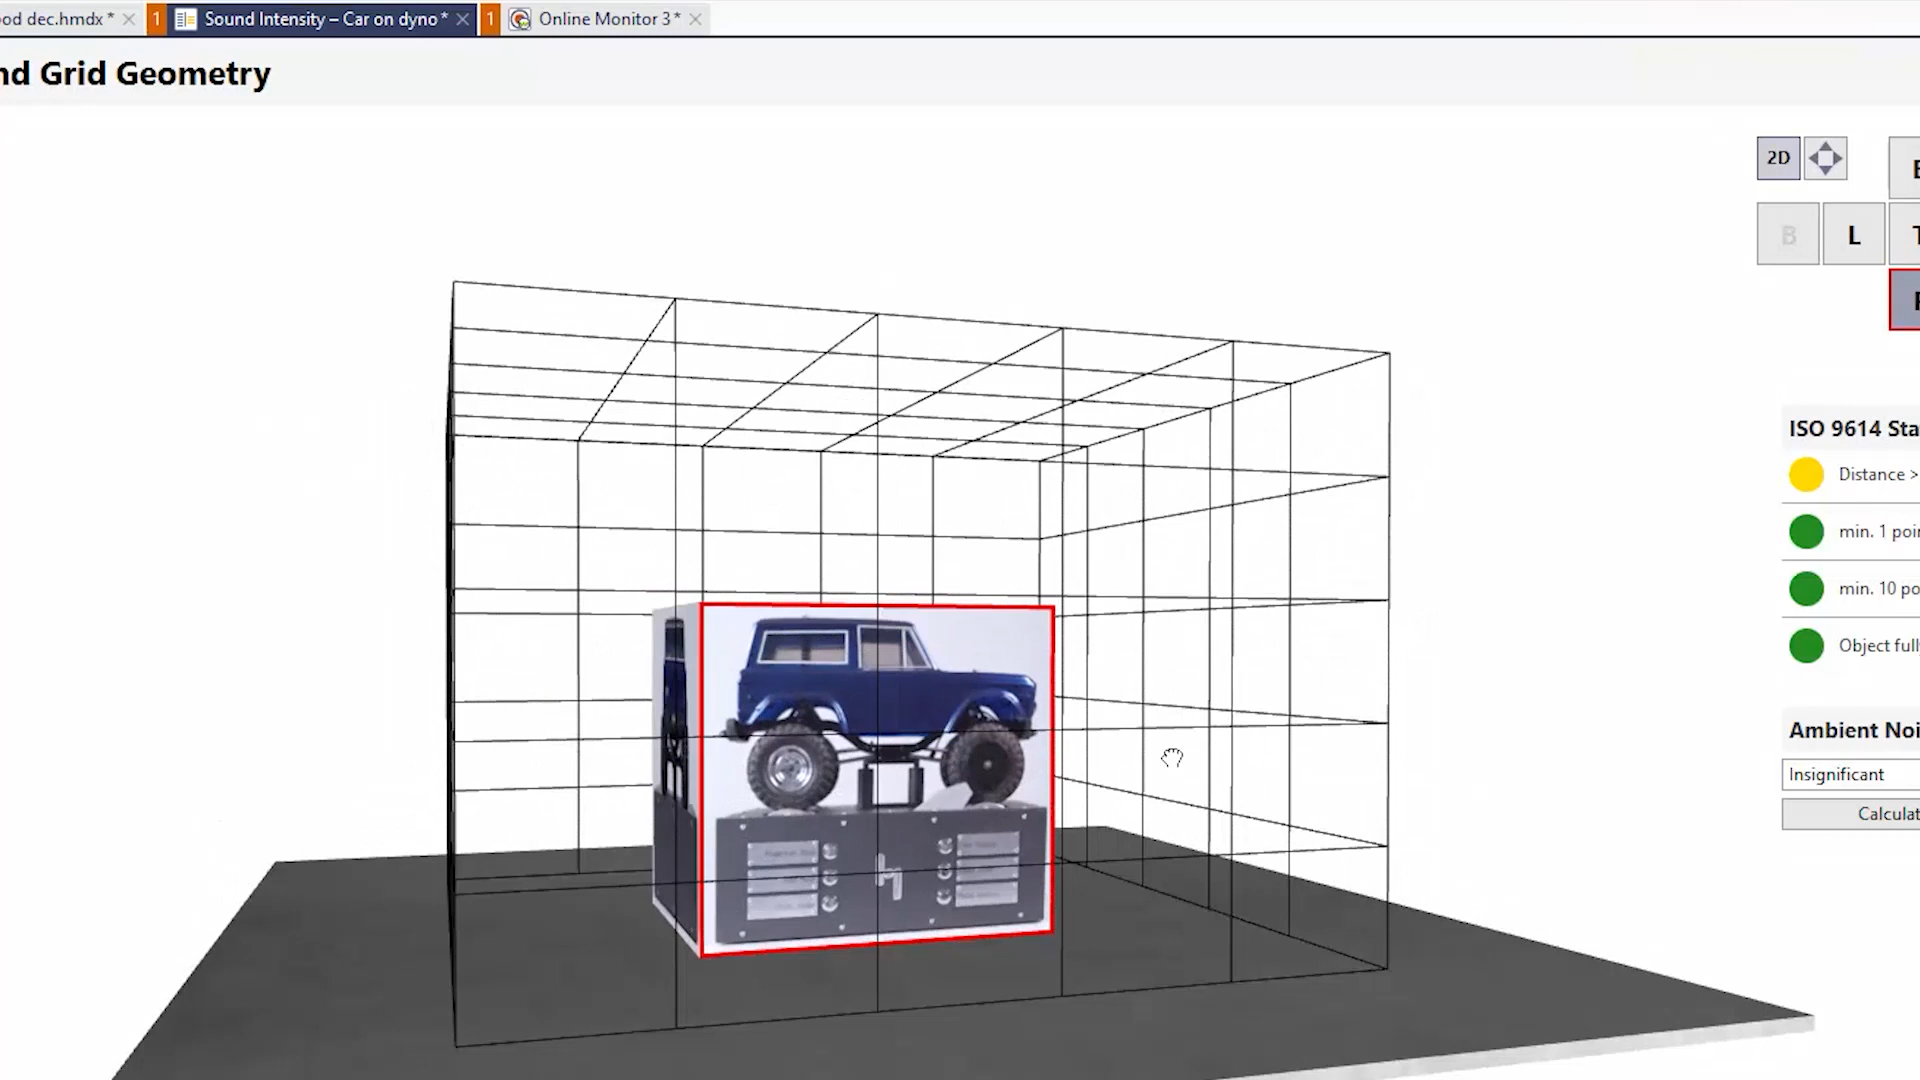 od dec.hmdx *
1
Sound Intensity – Car on dyno *
1
Online Monitor 3 *
nd Grid Geometry
2D
B
L
ISO 9614 Sta
Distance >
min. 1 poi
min. 10 po
Object full
Ambient Noi
Insignificant
Calculat